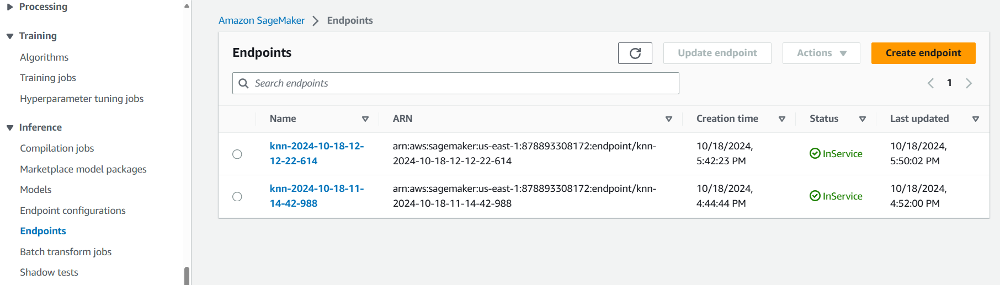 Processing
Training
Algorithms
Training jobs
Hyperparameter tuning jobs
Inference
Compilation jobs
Marketplace model packages
Models
Endpoint configurations
Endpoints
Batch transform jobs
Shadow tests
Amazon SageMaker > Endpoints
Endpoints
Update endpoint
Actions
Create endpoint
Search endpoints
1
Name ARN Creation time Status Last updated
knn-2024-10-18-12- arn:aws:sagemaker:us-east-1:878893308172:endpoint/knn- 10/18/2024, InService 10/18/2024,
12-22-614 2024-10-18-12-12-22-614 5:42:23 PM 5:50:02 PM
knn-2024-10-18-11- arn:aws:sagemaker:us-east-1:878893308172:endpoint/knn- 10/18/2024, InService 10/18/2024,
14-42-988 2024-10-18-11-14-42-988 4:44:44 PM 4:52:00 PM